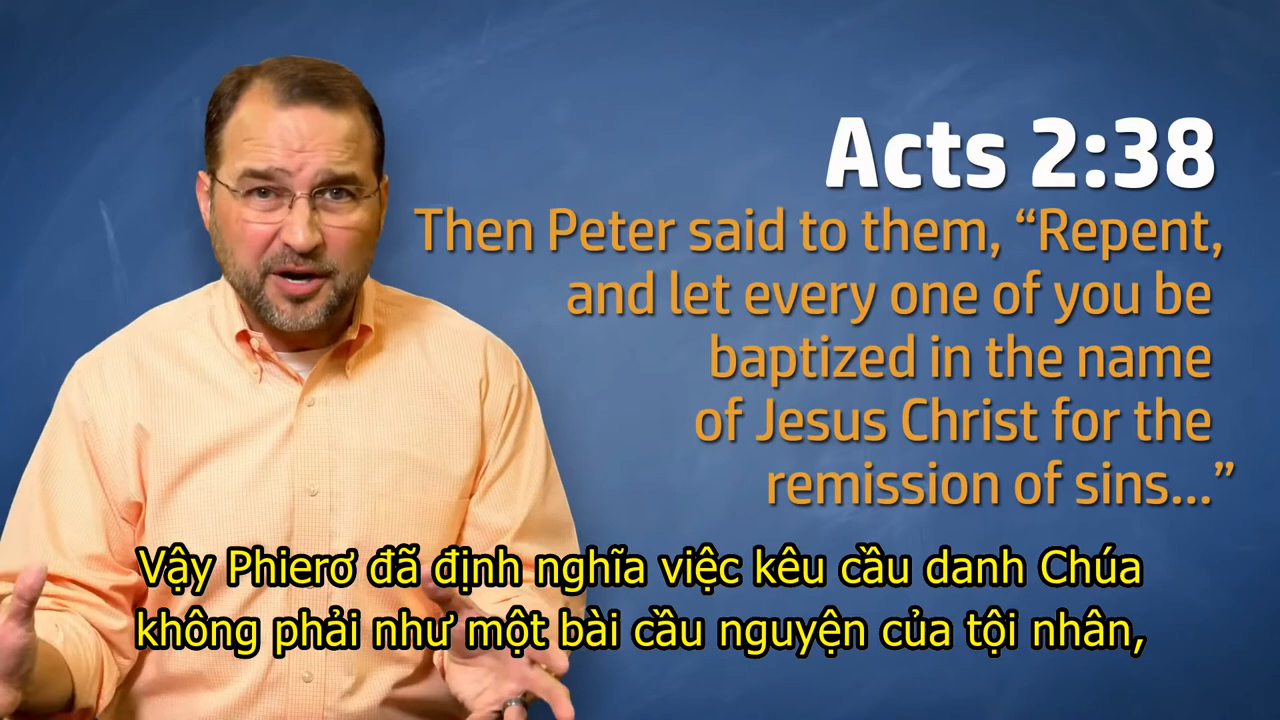 Acts 2:38
Then Peter said to them, “Repent,
and let every one of you be
baptized in the name
of Jesus Christ for the
remission of sins...”
Vậy Phierơ đã định nghĩa việc kêu cầu danh Chúa
không phải như một bài cầu nguyện của tội nhân,